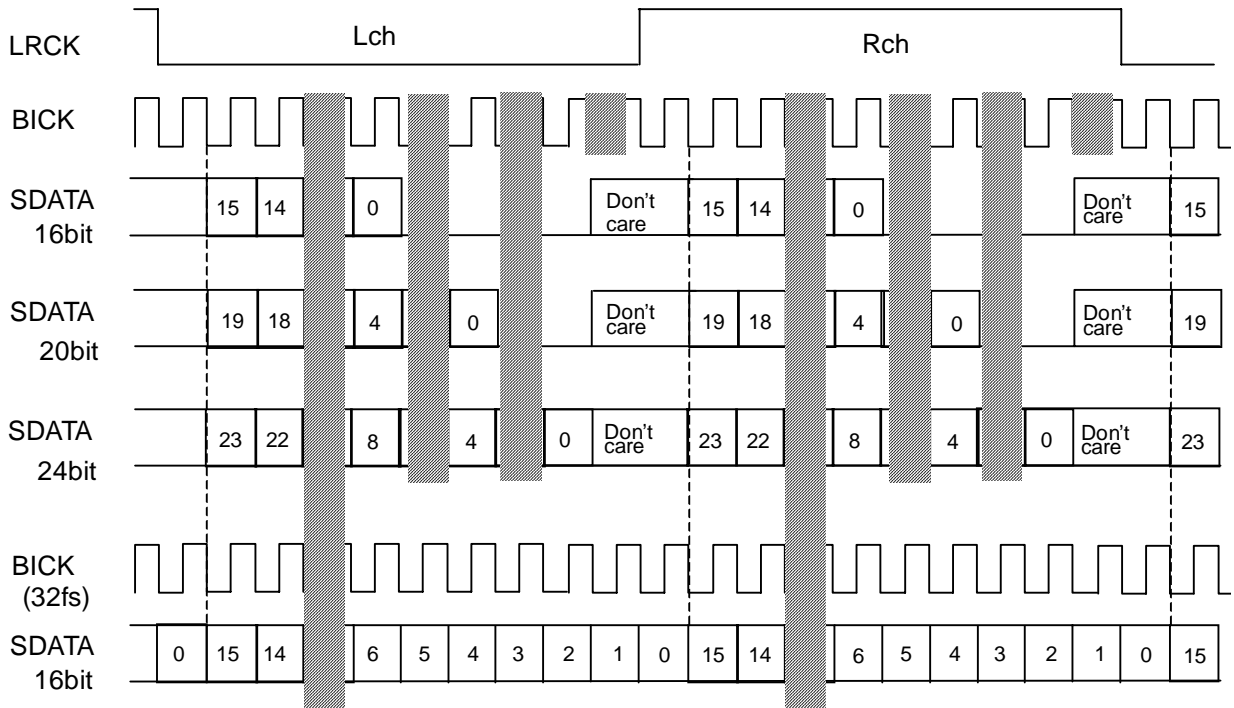 LRCK Lch Rch
BICK
SDATA 15 14 0 Don't 15 14 0 Don't 15
16bit care care
SDATA 19 18 4 0 Don't 19 18 4 0 Don't 19
20bit care care
SDATA 23 22 8 4 0 Don't 23 22 8 4 0 Don't 23
24bit care care
BICK
(32fs)
SDATA 0 15 14 6 5 4 3 2 1 0 15 14 6 5 4 3 2 1 0 15
16bit